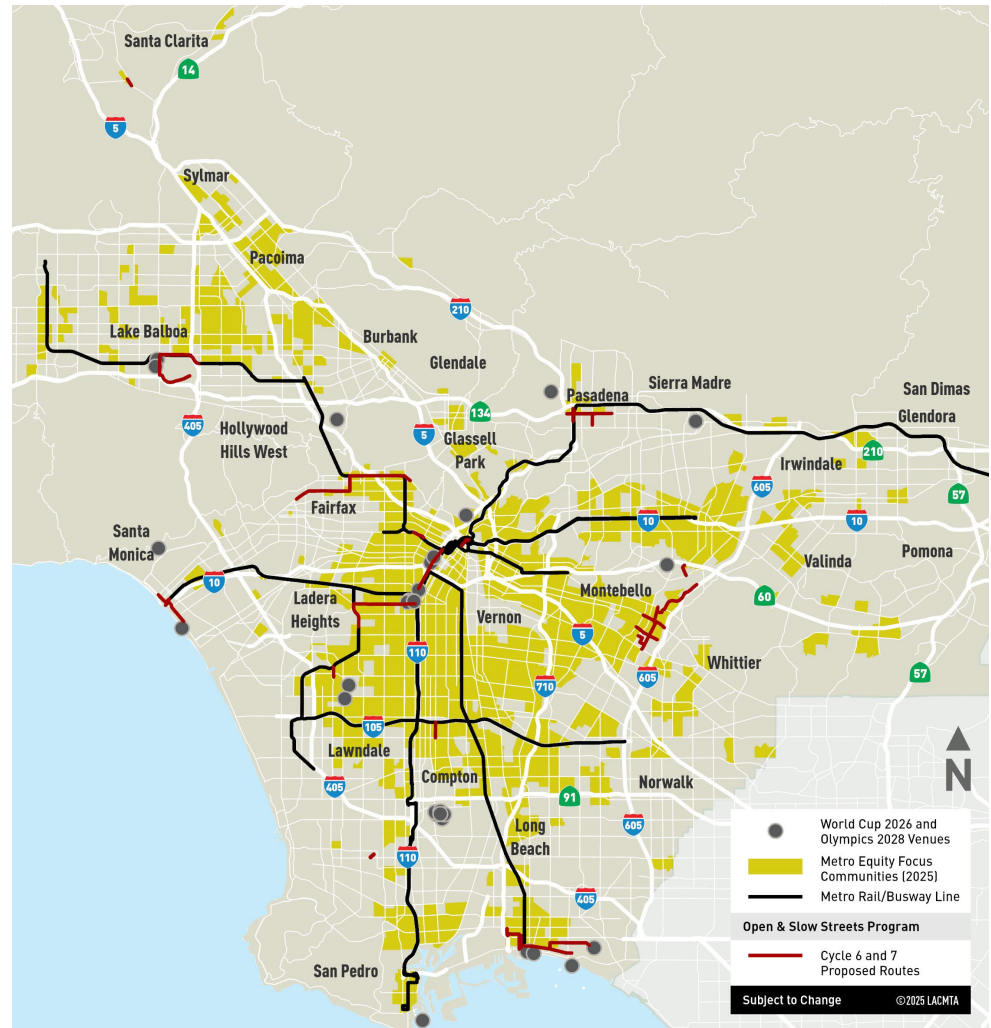 Santa Clarita
14
5
Sylmar
Pacoima
210
Lake Balboa
Burbank
Glendale
Sierra Madre
San Dimas
Pasadena
134
Glendora
405
Hollywood
Hills West
5
Glassell
Park
210
Irwindale
605
57
Fairfax
10
10
Santa
Monica
Valinda
Pomona
10
Montebello
60
Ladera
Heights
Vernon
5
110
Whittier
57
605
710
105
Lawndale
N
Compton
Norwalk
405
91
605
Long
Beach
110
405
San Pedro
World Cup 2026 and
Olympics 2028 Venues
Metro Equity Focus
Communities (2025)
Metro Rail/Busway Line
Open & Slow Streets Program
Cycle 6 and 7
Proposed Routes
Subject to Change ©2025 LACMTA